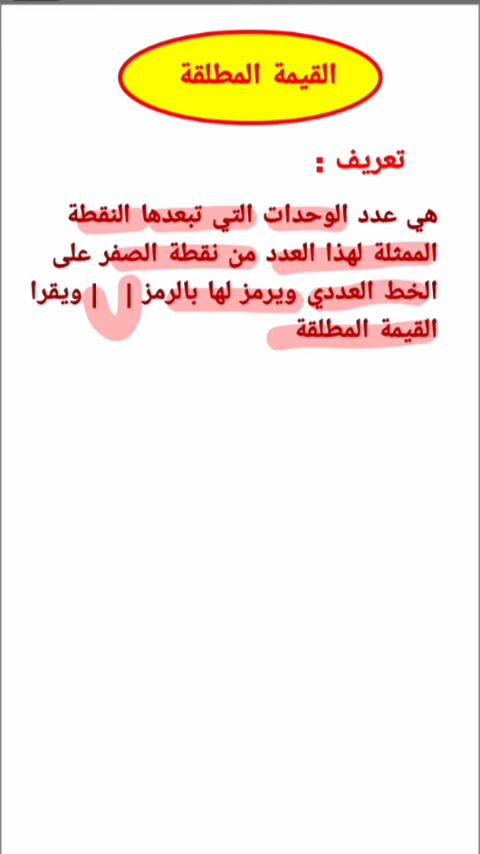 القيمة المطلقة
تعريف :
هي عدد الوحدات التي تبعدها النقطة
الممثلة لهذا العدد من نقطة الصفر على
الخط العددي ويرمز لها بالرمز | | ويقرا
القيمة المطلقة